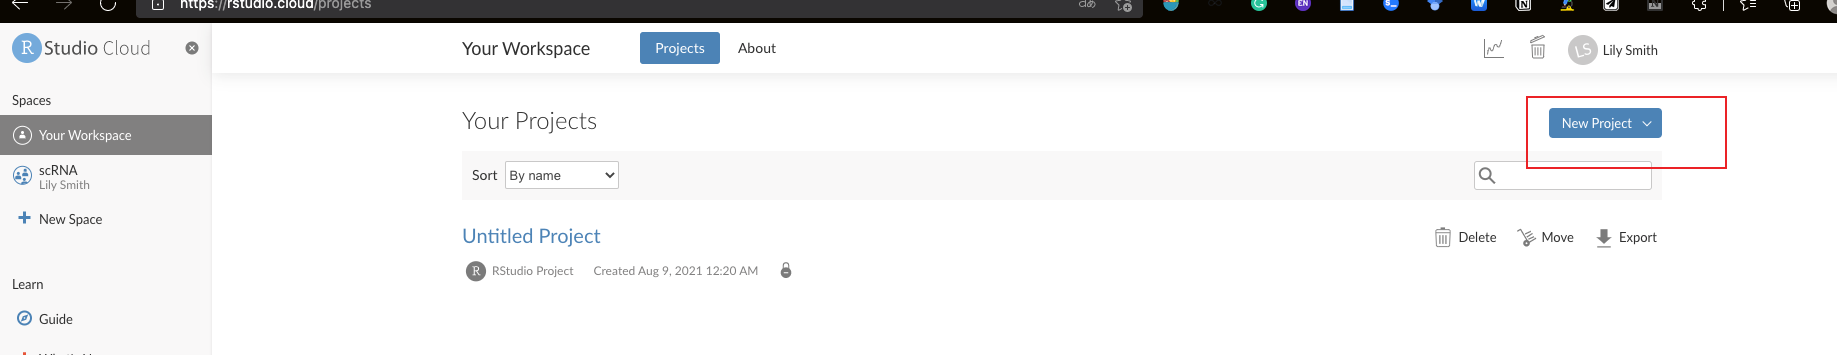 https://rstudio.cloud/projects
R Studio Cloud
Your Workspace
Projects
About
LS
Lily Smith
Spaces
Your Workspace
scRNA
Lily Smith
New Space
Learn
Guide
Your Projects
New Project
Sort
By name
Untitled Project
Delete
Move
Export
R
RStudio Project
Created Aug 9, 2021 12:20 AM